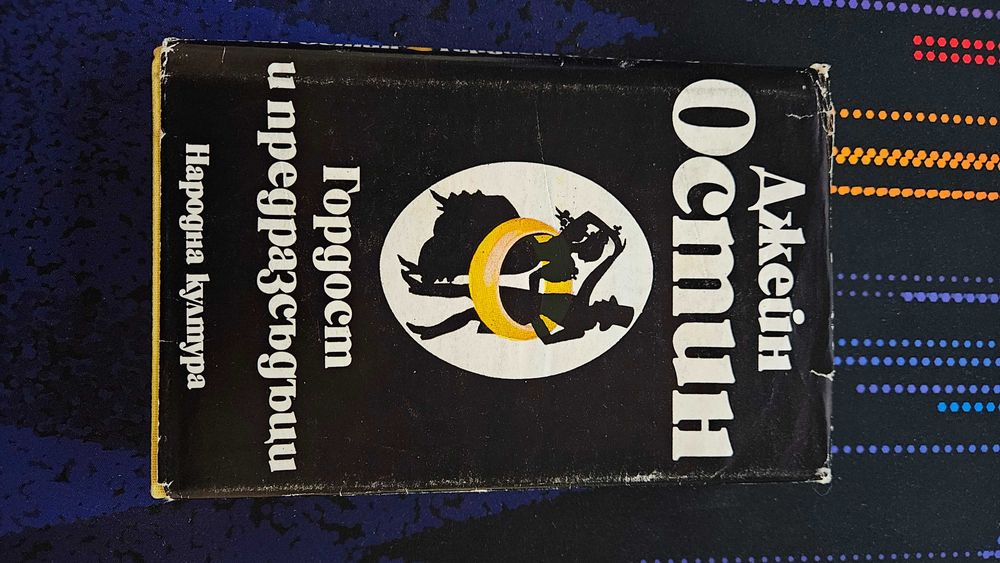 Джейн
Остин
Гордост
и предразсъдъци
Народна култура